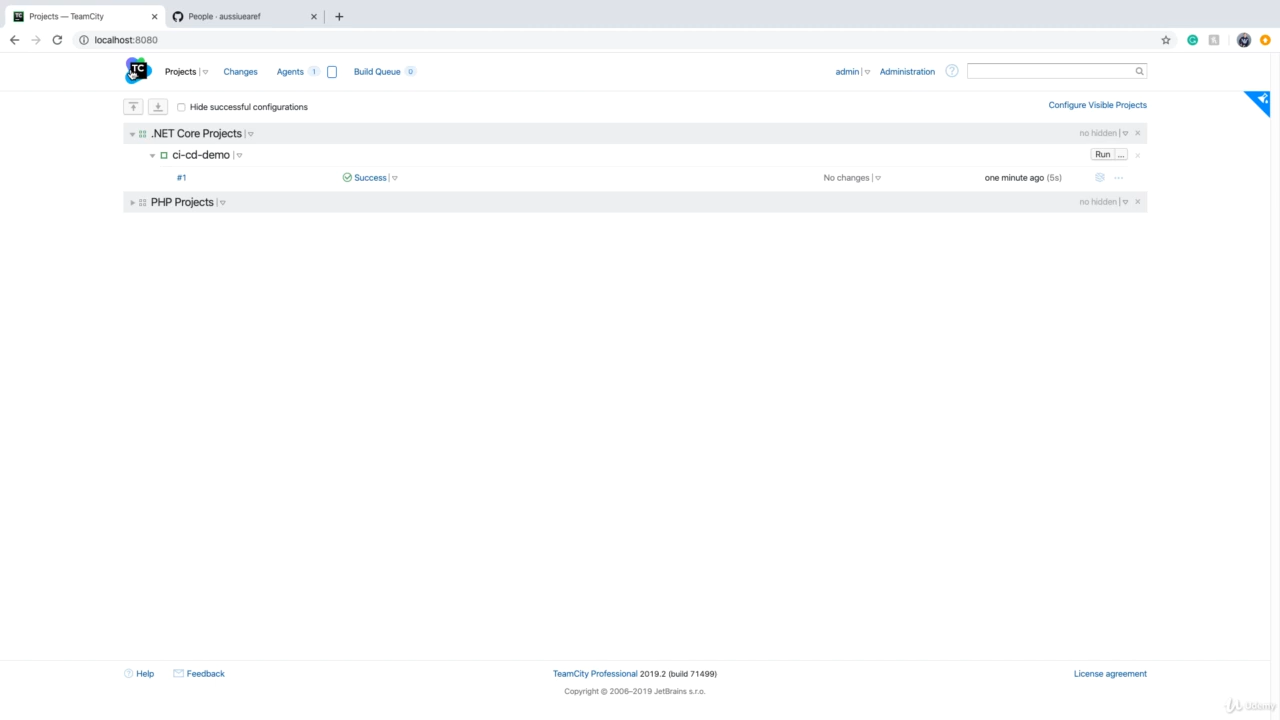 Projects — TeamCity
People · aussiuearef
localhost:8080
TC
Projects
Changes
Agents 1
Build Queue 0
admin
Administration
?
Hide successful configurations
Configure Visible Projects
.NET Core Projects
no hidden
ci-cd-demo
Run ...
#1
Success
No changes
one minute ago (5s)
PHP Projects
no hidden
? Help
Feedback
TeamCity Professional 2019.2 (build 71499)
License agreement
Copyright © 2006–2019 JetBrains s.r.o.
Udemy